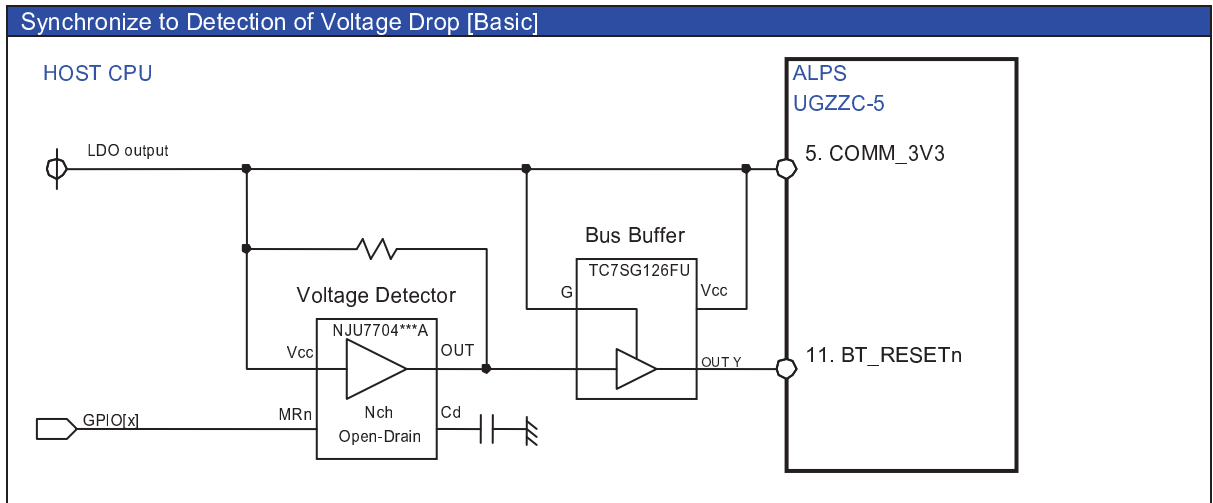 Synchronize to Detection of Voltage Drop [Basic]
HOST CPU
ALPS
UGZZC-5
LDO output
5. COMM_3V3
Bus Buffer
TC7SG126FU
G
Vcc
Voltage Detector
NJU7704***A
Vcc
OUT
OUT Y
11. BT_RESETn
MRn
Nch
Cd
GPIO[x]
Open-Drain